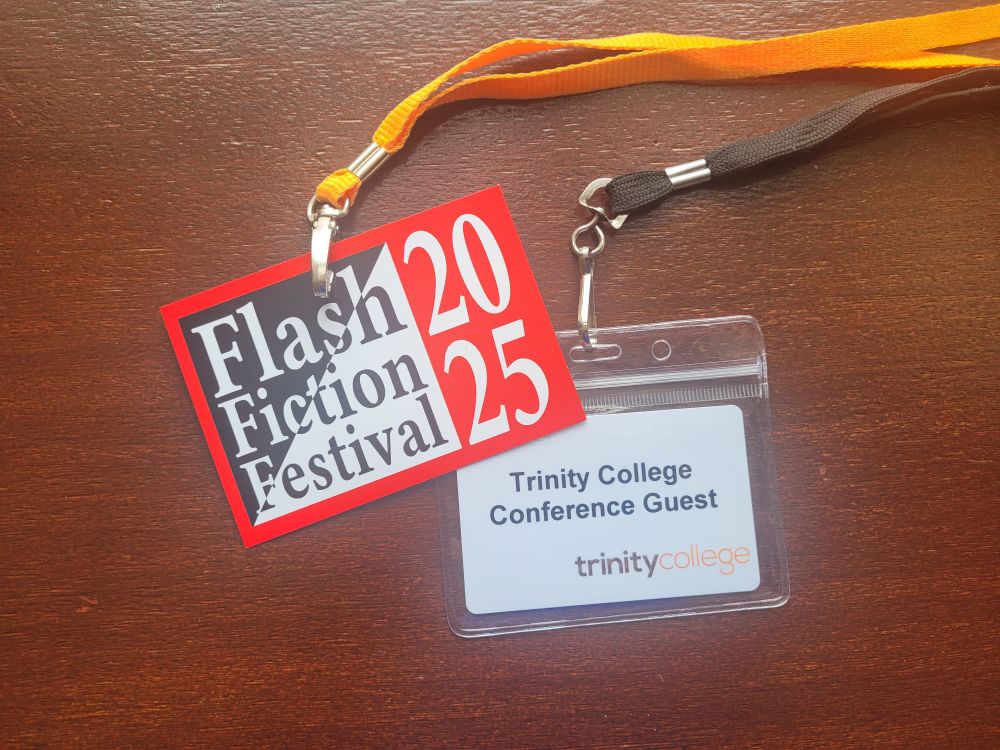 Flash
Fiction
Festival
20
25
Trinity College
Conference Guest
trinitycollege